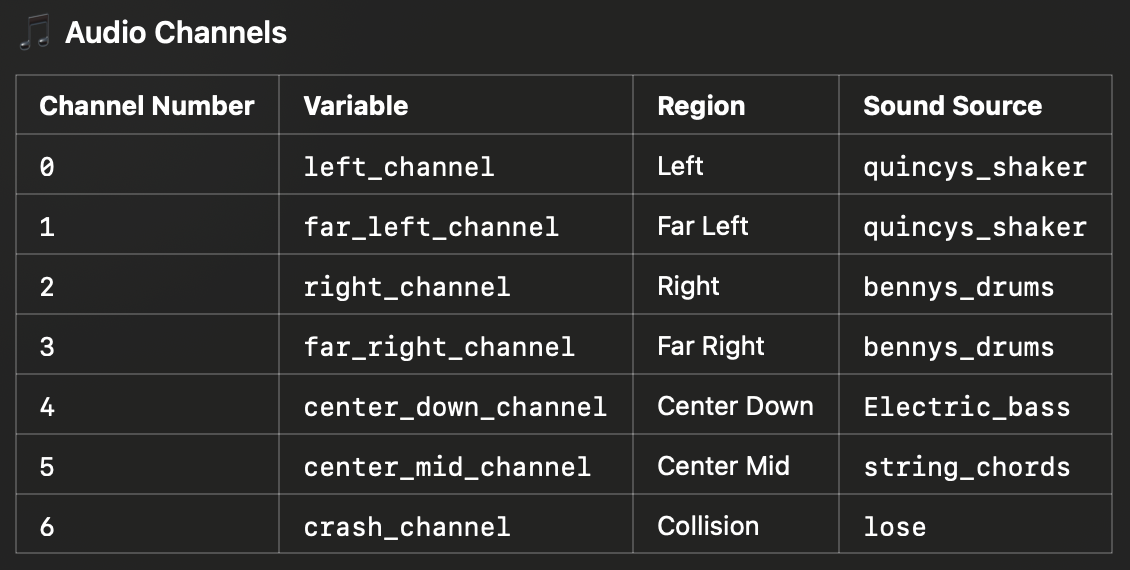 Audio Channels
Channel Number Variable Region Sound Source
0 left_channel Left quincys_shaker
1 far_left_channel Far Left quincys_shaker
2 right_channel Right bennys_drums
3 far_right_channel Far Right bennys_drums
4 center_down_channel Center Down Electric_bass
5 center_mid_channel Center Mid string_chords
6 crash_channel Collision lose